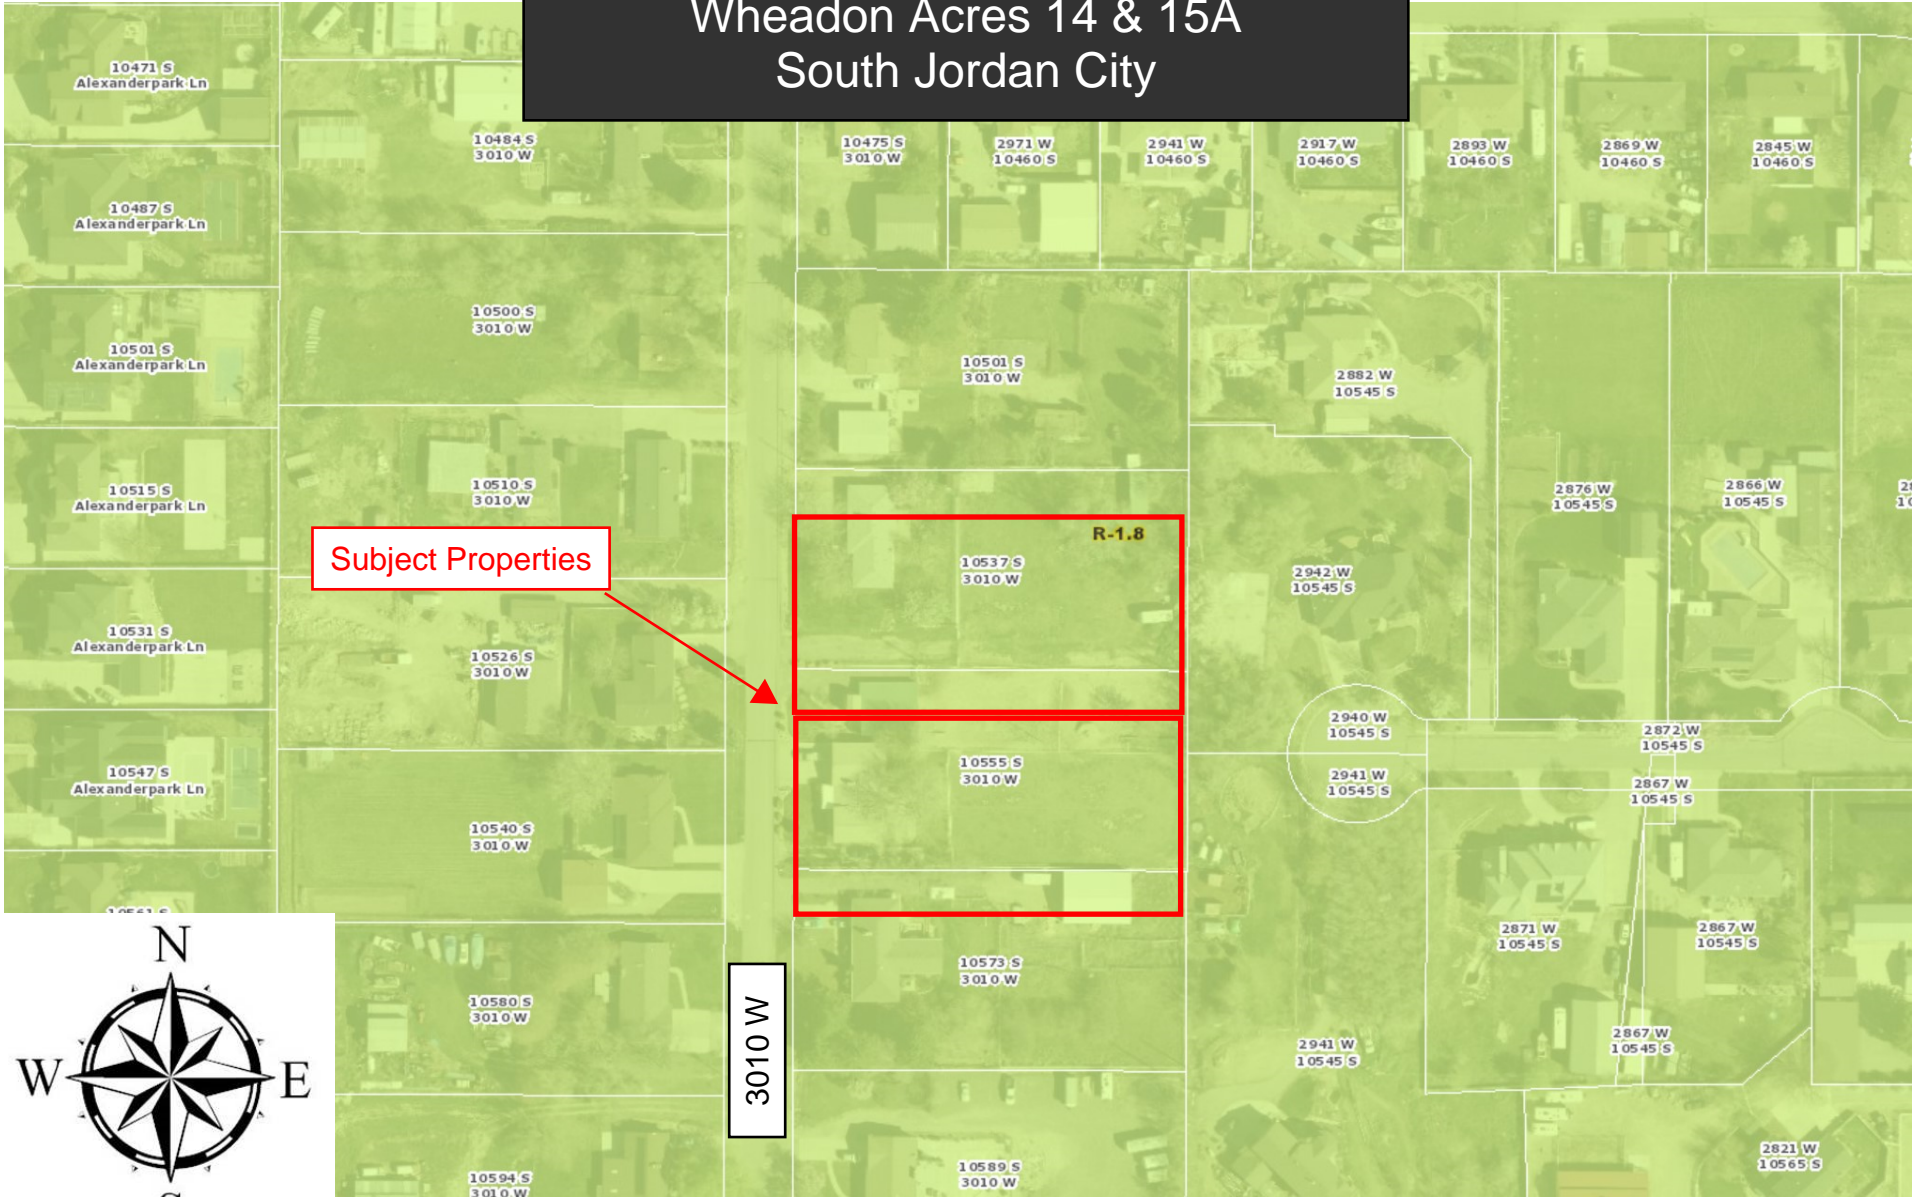 Wheadon Acres 14 & 15A
South Jordan City
10471 S
Alexanderpark Ln
10484 S
3010 W
10475 S
3010 W
2971 W
10460 S
2941 W
10460 S
2917 W
10460 S
2893 W
10460 S
2869 W
10460 S
2845 W
10460 S
10487 S
Alexanderpark Ln
10500 S
3010 W
10501 S
Alexanderpark Ln
10501 S
3010 W
2882 W
10545 S
10515 S
Alexanderpark Ln
10510 S
3010 W
2876 W
10545 S
2866 W
10545 S
R-1.8
Subject Properties
10537 S
3010 W
2942 W
10545 S
10531 S
Alexanderpark Ln
10526 S
3010 W
2940 W
10545 S
2872 W
10545 S
10547 S
Alexanderpark Ln
10555 S
3010 W
2941 W
10545 S
2867 W
10545 S
10540 S
3010 W
10561 S
2871 W
10545 S
2867 W
10545 S
N
W
E
10573 S
3010 W
10580 S
3010 W
3010 W
2941 W
10545 S
2867 W
10545 S
10589 S
3010 W
2821 W
10565 S
10594 S
3010 W